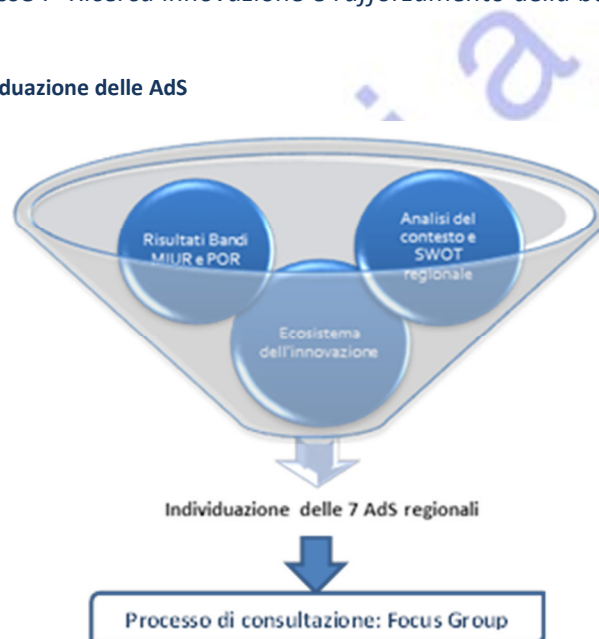 Ricerca innovazione e rafforzamento della
duazione delle AdS
Risultati Bandi
MIUR e POR
Analisi del
contesto e
SWOT
regionale
Ecosistema
dell'innovazione
Individuazione delle 7 AdS regionali
Processo di consultazione: Focus Group